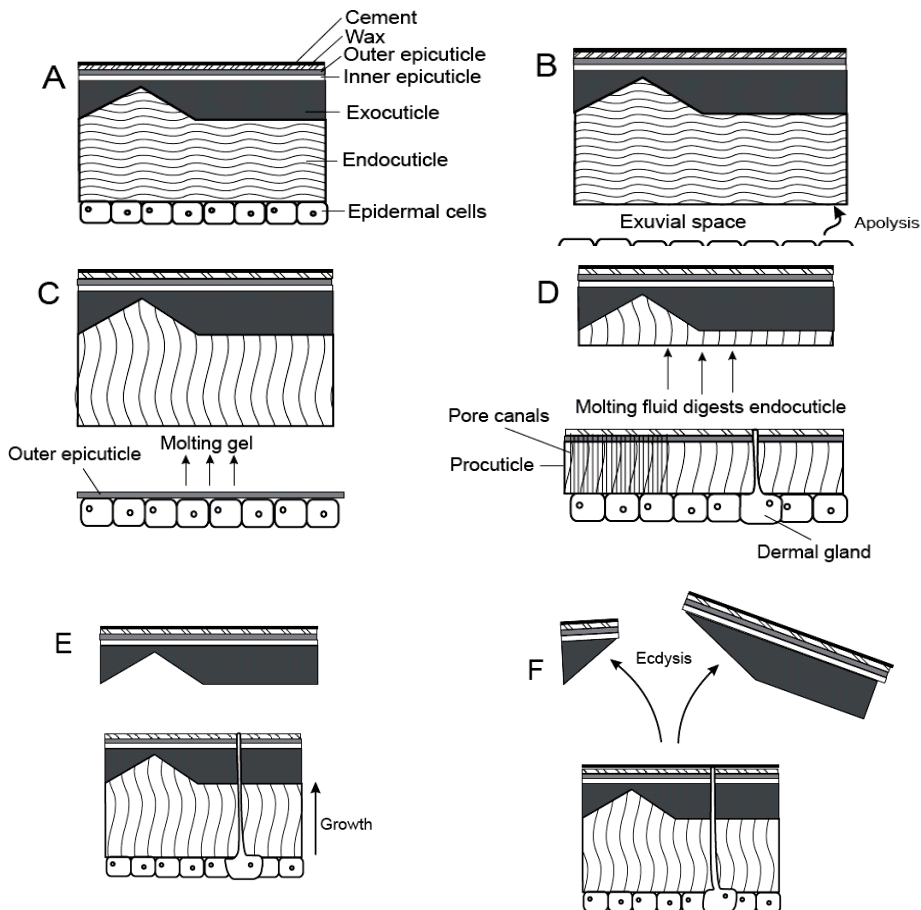 A
Cement
Wax
Outer epicuticle
Inner epicuticle
Exocuticle
Endocuticle
Epidermal cells
B
Exuvial space
Apolysis
C
Molting gel
Outer epicuticle
D
Molting fluid digests endocuticle
Pore canals
Procuticle
Dermal gland
E
Growth
F
Ecdysis